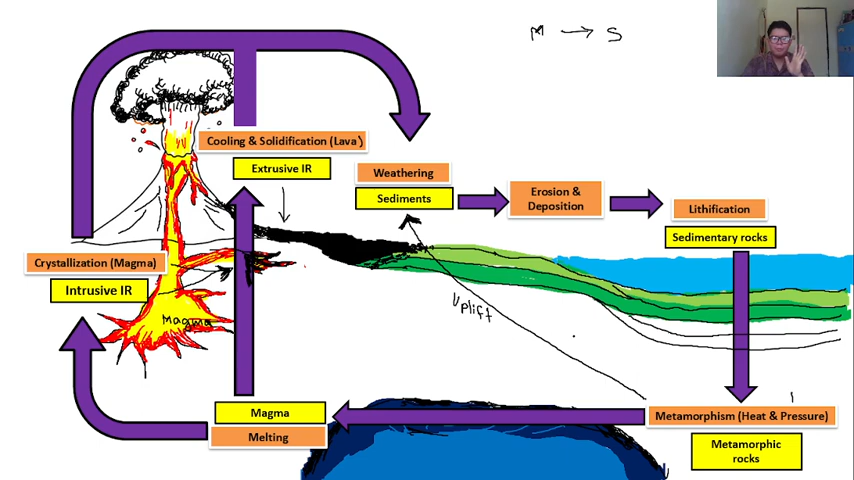 M → S
Cooling & Solidification (Lava)
Extrusive IR
Weathering
Sediments
Erosion &
Deposition
Lithification
Sedimentary rocks
Crystallization (Magma)
Intrusive IR
Magma
Uplift
Magma
Melting
Metamorphism (Heat & Pressure)
Metamorphic
rocks